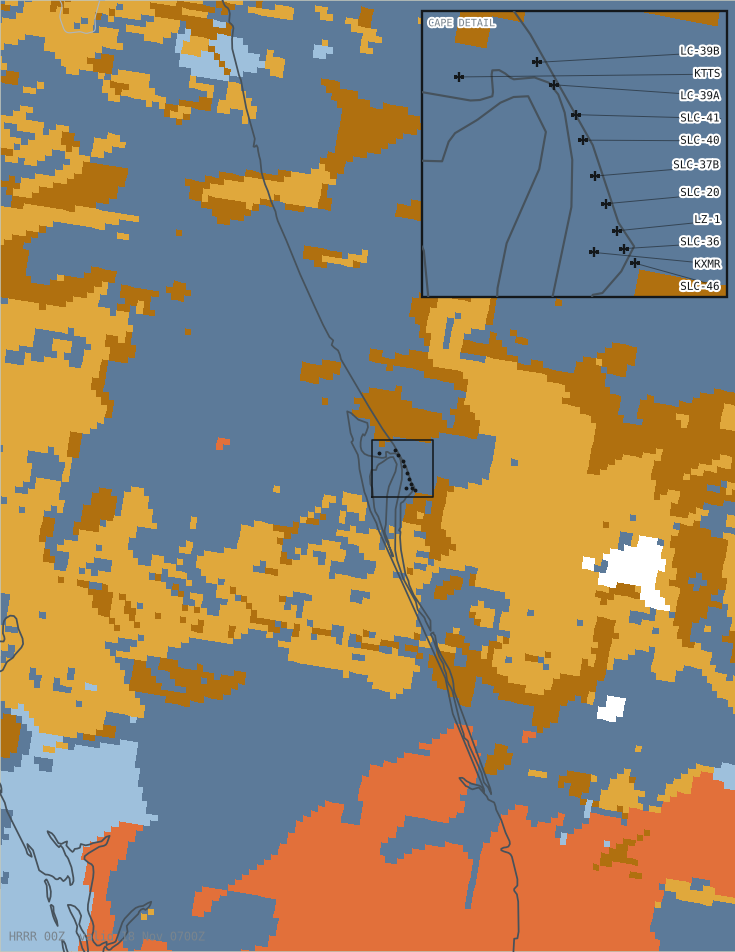 CAPE DETAIL
LC-39B
KTTS
LC-39A
SLC-41
SLC-40
SLC-37B
SLC-20
LZ-1
SLC-36
KXMR
SLC-46
HRRR 00Z 0700Z